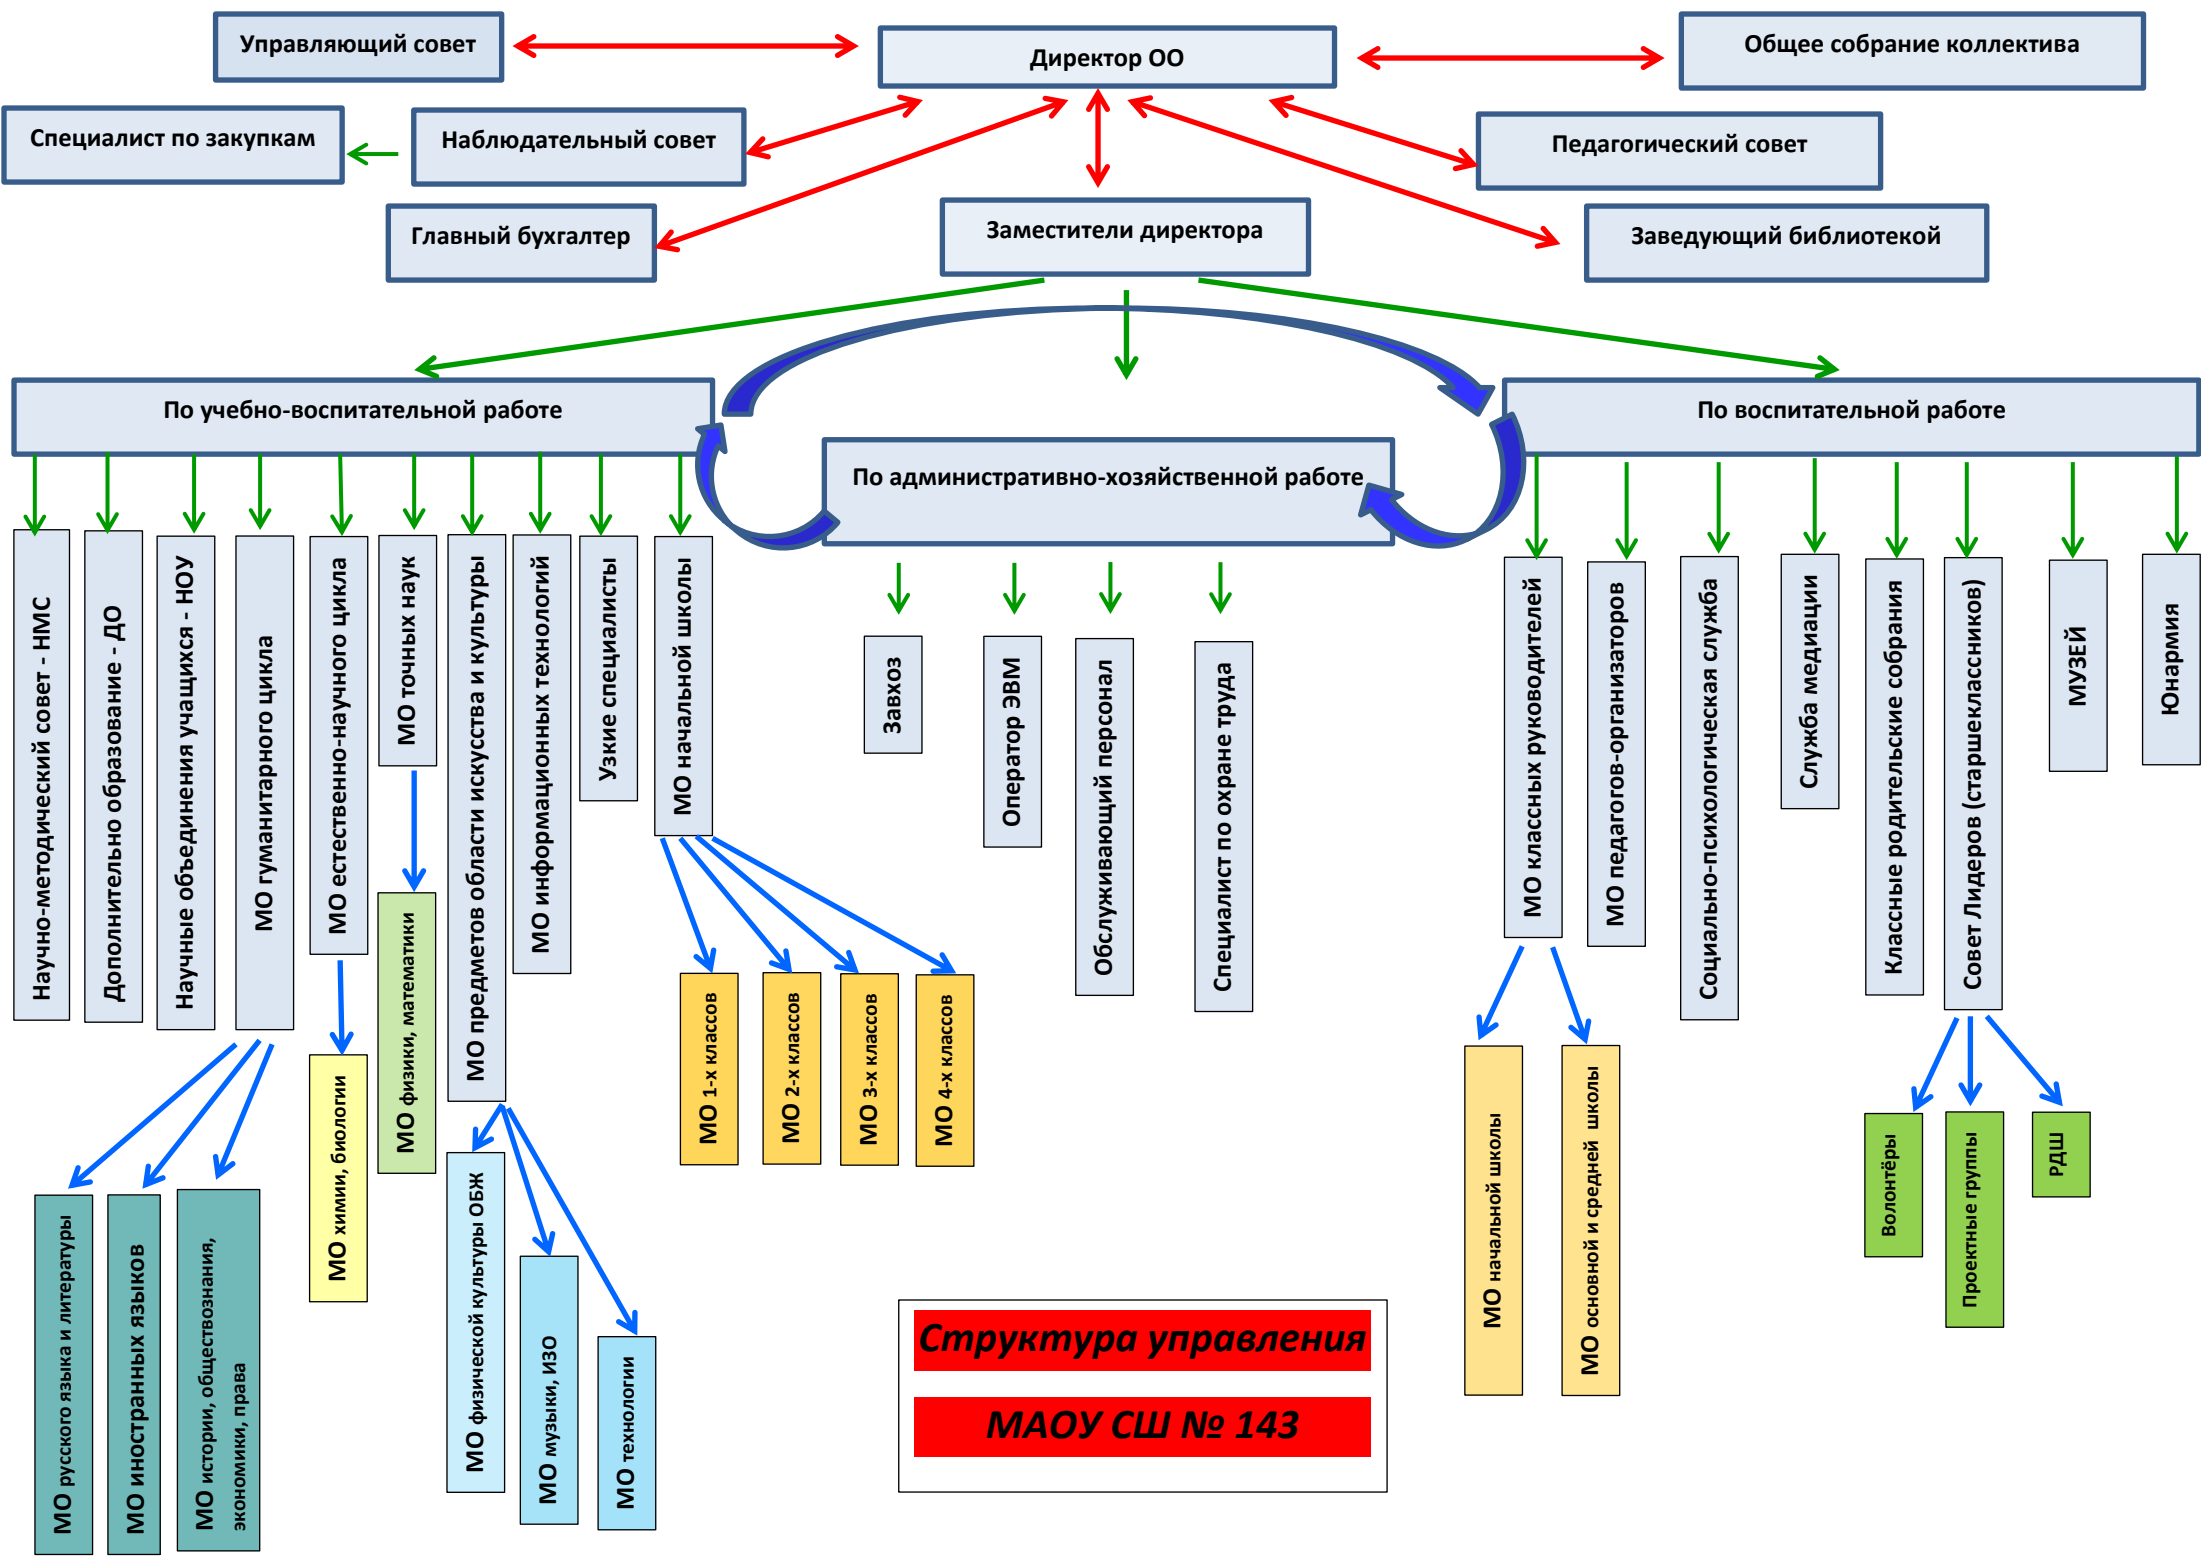 Управляющий совет
Директор ОО
Общее собрание коллектива
Специалист по закупкам
Наблюдательный совет
Педагогический совет
Главный бухгалтер
Заместители директора
Заведующий библиотекой
По учебно-воспитательной работе
По административно-хозяйственной работе
По воспитательной работе
Научно-методический совет - НМС
Дополнительно образование - ДО
Научные объединения учащихся - НОУ
МО гуманитарного цикла
МО естественно-научного цикла
МО точных наук
МО предметов области искусства и культуры
МО информационных технологий
Узкие специалисты
МО начальной школы
Завхоз
Оператор ЭВМ
Обслуживающий персонал
Специалист по охране труда
МО классных руководителей
МО педагогов-организаторов
Социально-психологическая служба
Служба медиации
Классные родительские собрания
Совет Лидеров (старшеклассников)
МУЗЕЙ
Юнармия
МО русского языка и литературы
МО иностранных языков
МО истории, обществознания,
экономики, права
МО химии, биологии
МО физики, математики
МО физической культуры ОБЖ
МО музыки, ИЗО
МО технологии
МО 1-х классов
МО 2-х классов
МО 3-х классов
МО 4-х классов
МО начальной школы
МО основной и средней школы
Волонтёры
Проектные группы
РДШ
Структура управления
МАОУ СШ № 143